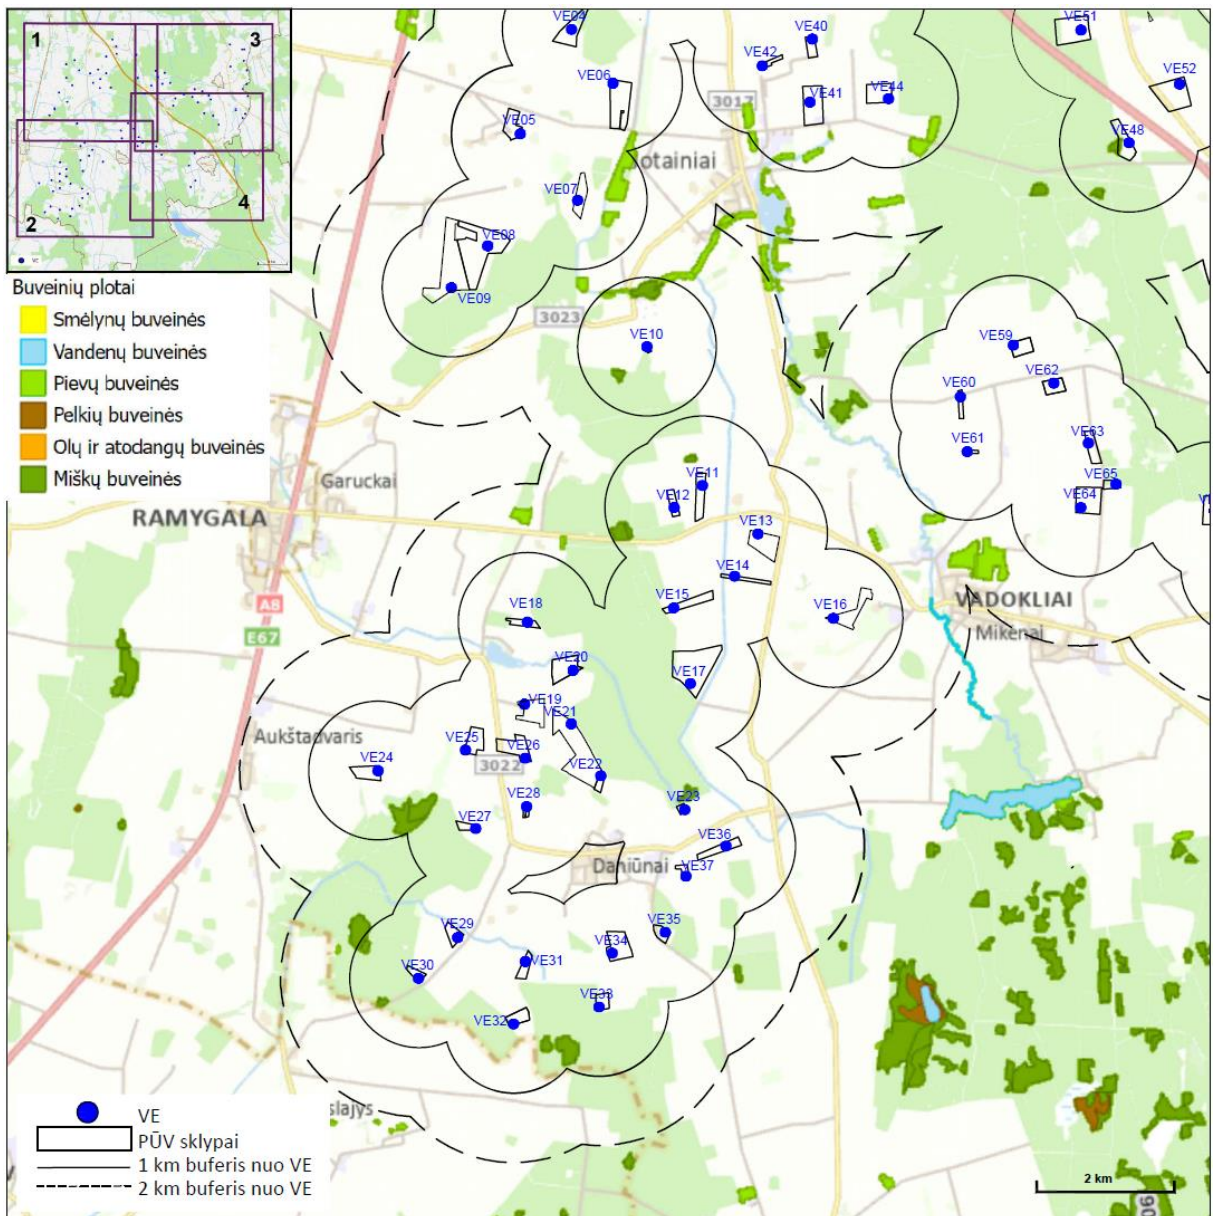 1
3
2
4
VE
Buveinių plotai
Smėlynų buveinės
Vandenų buveinės
Pievų buveinės
Pelkių buveinės
Olų ir atodangų buveinės
Miškų buveinės
VE04
VE40
VE51
VE42
VE06
VE52
3017
VE41
VE44
VE05
VE48
otainiai
VE07
VE08
VE09
3023
VE10
VE59
VE62
VE60
VE63
VE61
VE65
VE64
Garuckai
RAMYGALA
VE11
VE12
VE13
VE14
VE15
VE16
VE18
A8
E67
VADOKLIAI
Mikėnai
VE20
VE17
VE19
VE21
Aukštadvaris
VE25
VE26
3022
VE24
VE22
VE28
VE23
VE27
VE36
Daniūnai
VE37
VE29
VE35
VE34
VE30
VE31
VE33
VE32
slajys
VE
PŪV sklypai
1 km buferis nuo VE
2 km buferis nuo VE
2 km